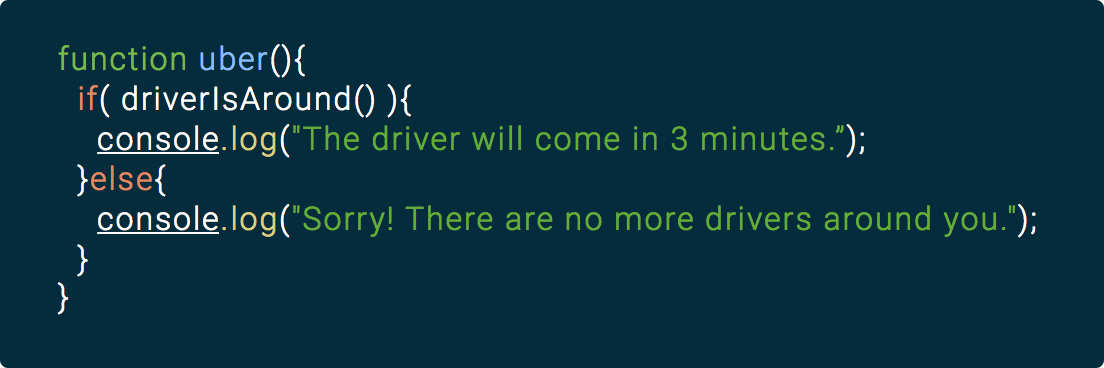 function uber(){
  if( driverIsAround() ){
    console.log("The driver will come in 3 minutes.”);
  }else{
    console.log("Sorry! There are no more drivers around you.");
  }
}